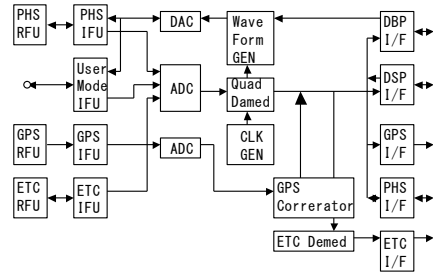 PHS
RFU
PHS
IFU
DAC
Wave
Form
GEN
DBP
I/F
User
Mode
IFU
ADC
Quad
Damed
DSP
I/F
GPS
RFU
GPS
IFU
ADC
CLK
GEN
GPS
I/F
ETC
RFU
ETC
IFU
GPS
Correrator
PHS
I/F
ETC Demed
ETC
I/F